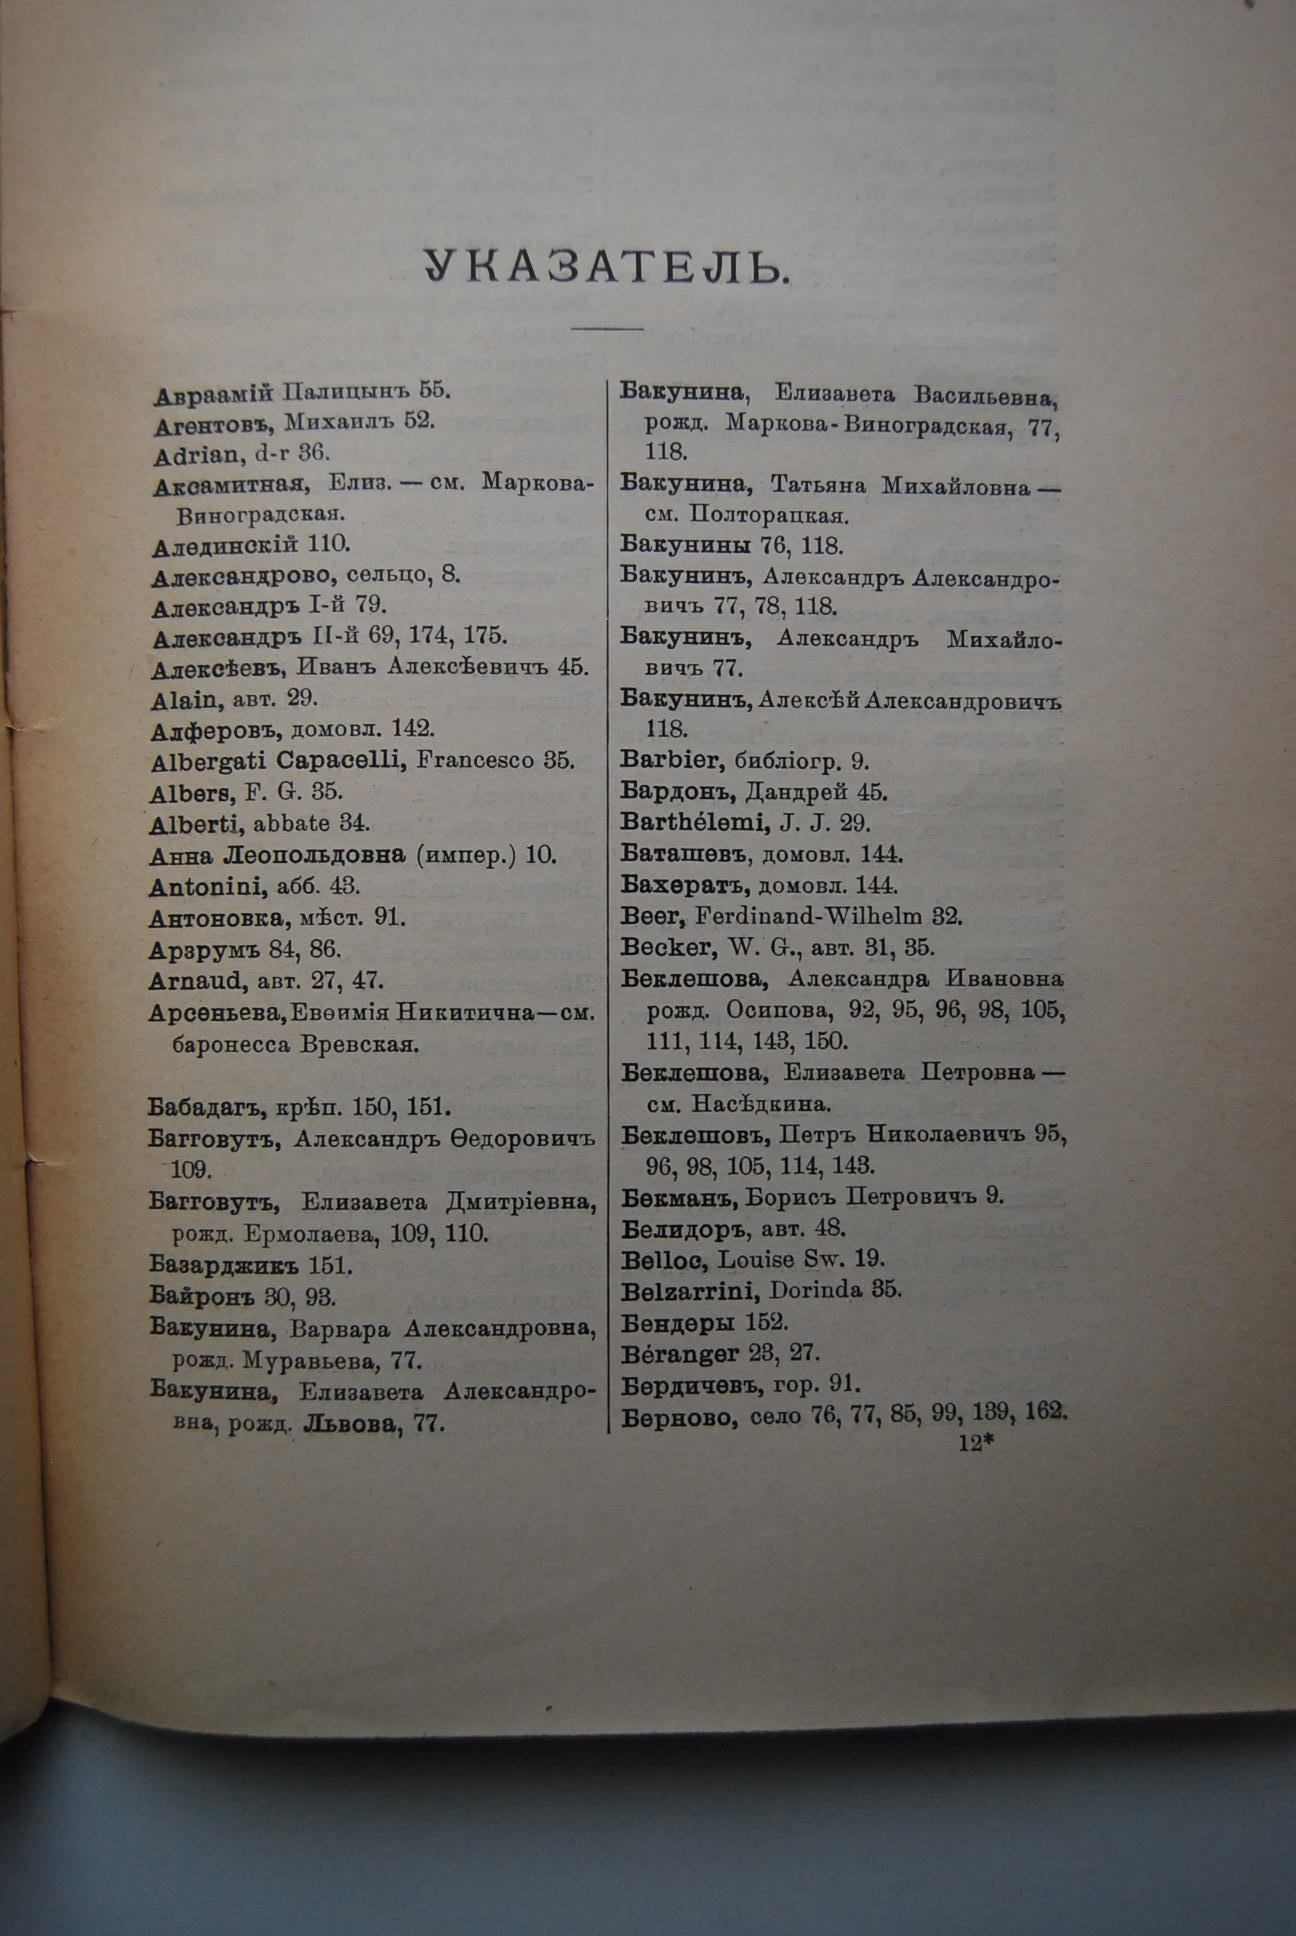 УКАЗАТЕЛЬ.
Авраамій Палицынъ 55.
Агентовъ, Михаилъ 52.
Adrian, d-r 36.
Аксамитная, Елиз. — см. Маркова-
Виноградская.
Алединскій 110.
Александрово, сельцо, 8.
Александръ I-й 79.
Александръ II-й 69, 174, 175.
Алексѣевъ, Иванъ Алексѣевичъ 45.
Alain, авт. 29.
Алферовъ, домовл. 142.
Albergati Capacelli, Francesco 35.
Albers, F. G. 35.
Alberti, abbate 34.
Анна Леопольдовна (импер.) 10.
Antonini, абб. 43.
Антоновка, мѣст. 91.
Арзрумъ 84, 86.
Arnaud, авт. 27, 47.
Арсеньева, Евѳимія Никитична—см.
баронесса Вревская.
Бабадагъ, крѣп. 150, 151.
Багговутъ, Александръ Ѳедоровичъ
109.
Багговутъ, Елизавета Дмитріевна,
рожд. Ермолаева, 109, 110.
Базарджикъ 151.
Байронъ 30, 93.
Бакунина, Варвара Александровна,
рожд. Муравьева, 77.
Бакунина, Елизавета Александро-
вна, рожд. Львова, 77.
Бакунина, Елизавета Васильевна,
рожд. Маркова-Виноградская, 77,
118.
Бакунина, Татьяна Михайловна —
см. Полторацкая.
Бакунины 76, 118.
Бакунинъ, Александръ Александро-
вичъ 77, 78, 118.
Бакунинъ, Александръ Михайло-
вичъ 77.
Бакунинъ, Алексѣй Александровичъ
118.
Barbier, библіогр. 9.
Бардонъ, Дандрей 45.
Barthélemi, J. J. 29.
Баташевъ, домовл. 144.
Бахератъ, домовл. 144.
Beer, Ferdinand-Wilhelm 32.
Becker, W. G., авт. 31, 35.
Беклешова, Александра Ивановна
рожд. Осипова, 92, 95, 96, 98, 105,
111, 114, 143, 150.
Беклешова, Елизавета Петровна —
см. Насѣдкина.
Беклешовъ, Петръ Николаевичъ 95,
96, 98, 105, 114, 143.
Бекманъ, Борисъ Петровичъ 9.
Белидоръ, авт. 48.
Belloc, Louise Sw. 19.
Belzarrini, Dorinda 35.
Бендеры 152.
Béranger 23, 27.
Бердичевъ, гор. 91.
Берново, село 76, 77, 85, 99, 139, 162.
12*